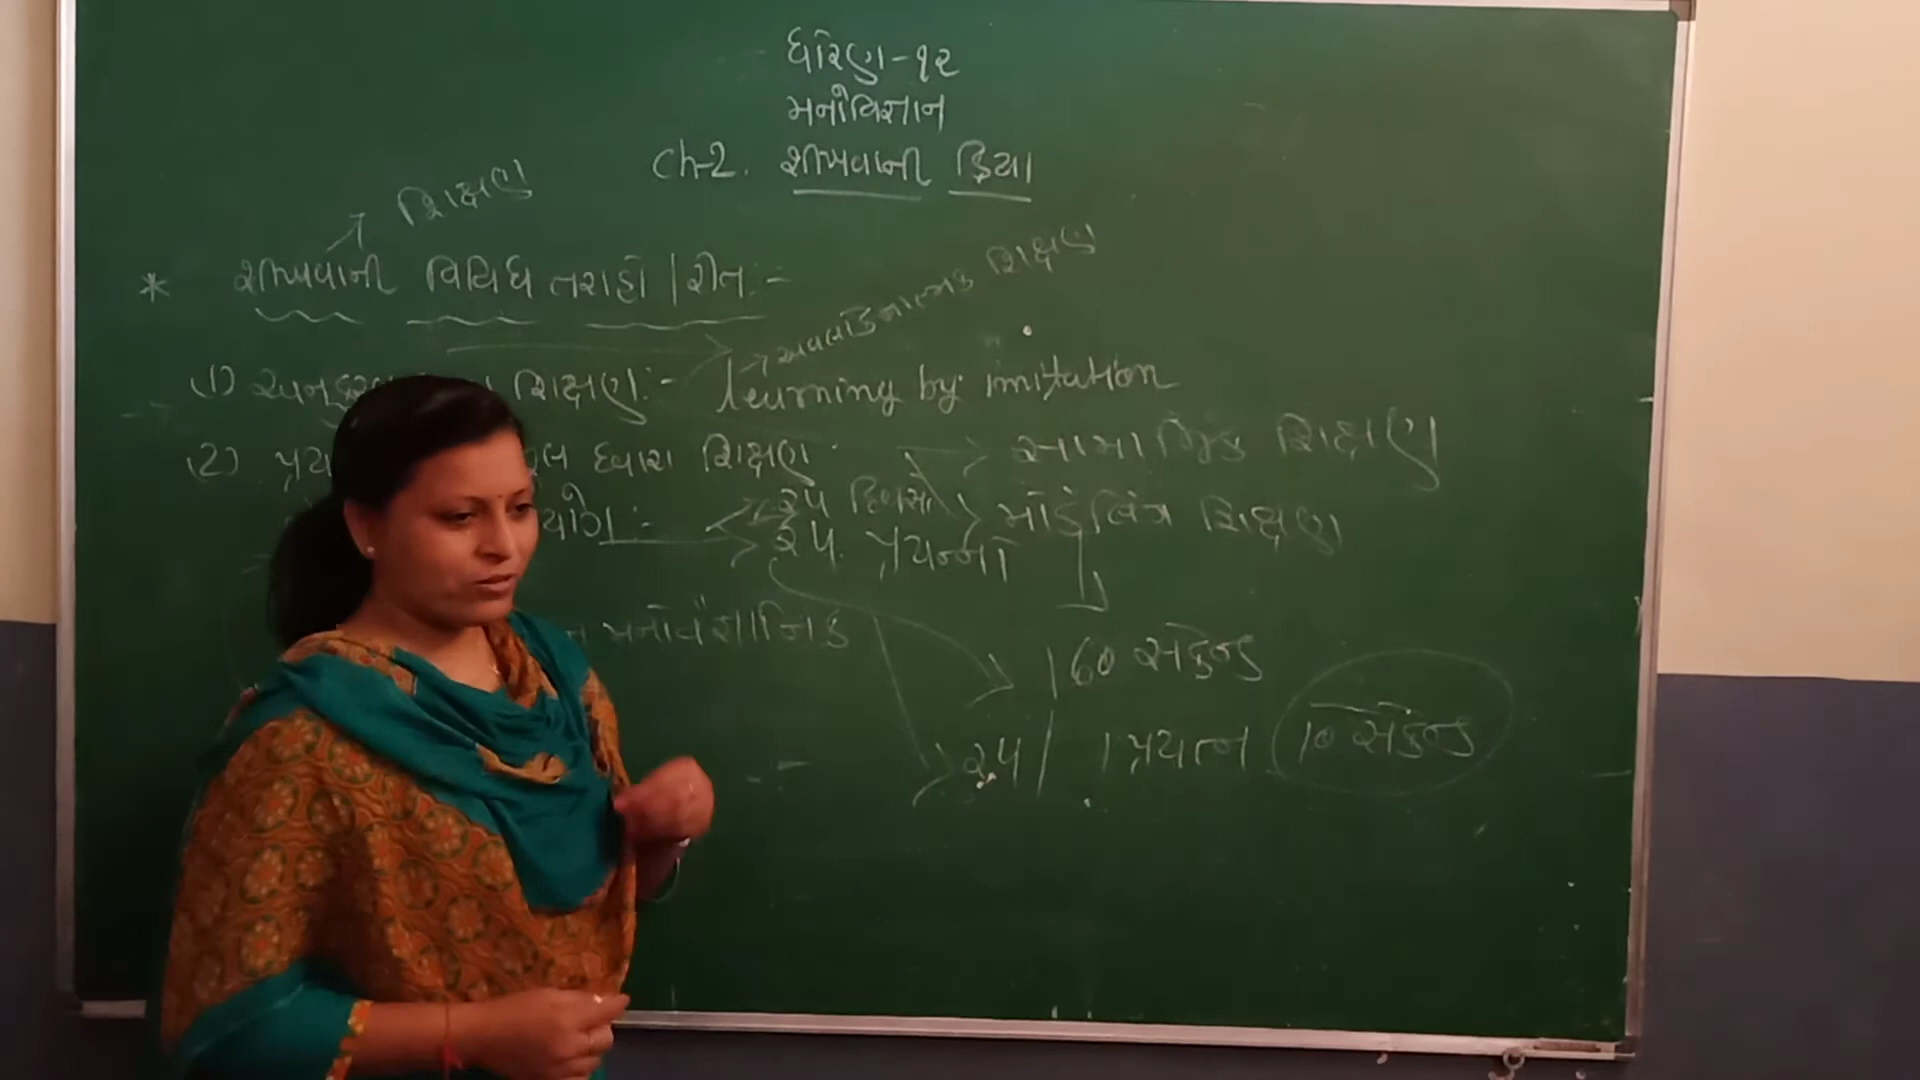 ધોરણ-૧૨
મનોવિજ્ઞાન
Ch-2. શીખવાની ક્રિયા
શિક્ષણ
* શીખવાની વિવિધ તરાહો / રીત :-
અવલોકનાત્મક શિક્ષણ
(1) શિક્ષણ:- learning by imitation
(2) દ્વારા શિક્ષણ
સામાજિક શિક્ષણ
૨૫ દિવસો
મોડેલિંગ શિક્ષણ
૨૫ પ્રયત્નો
મનોવૈજ્ઞાનિક
160 સેકન્ડ
૨૫ / 1 પ્રયત્ન 10 સેકન્ડ